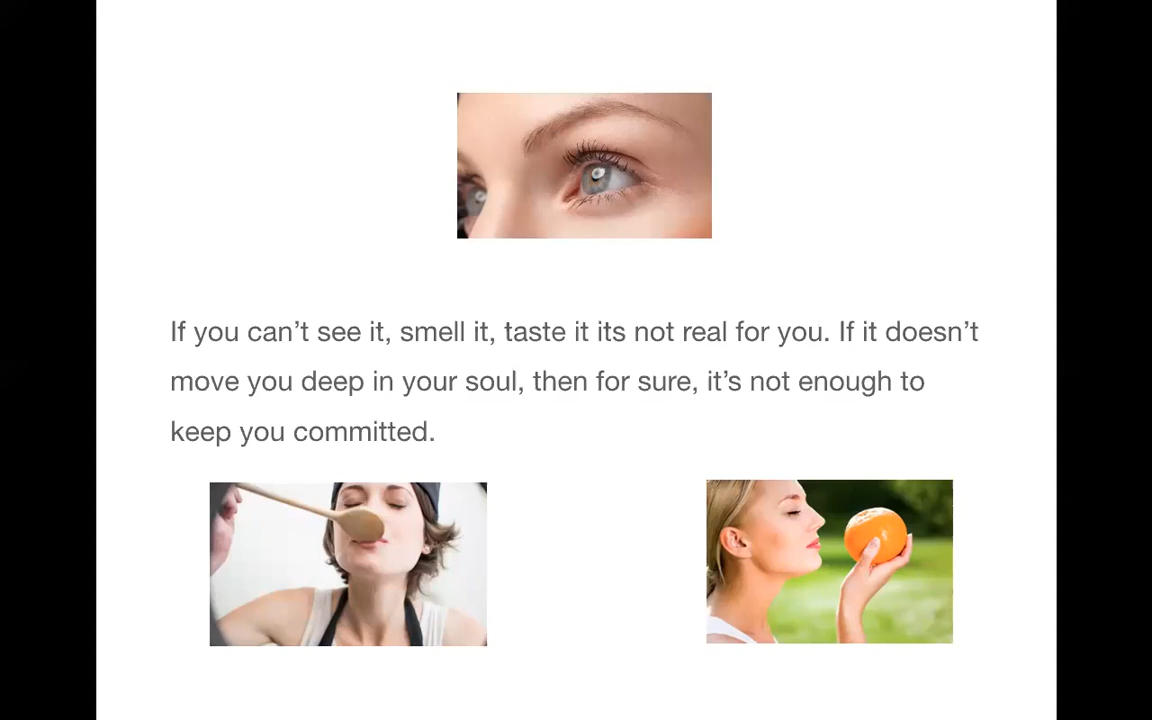 If you can’t see it, smell it, taste it its not real for you. If it doesn’t
move you deep in your soul, then for sure, it’s not enough to
keep you committed.